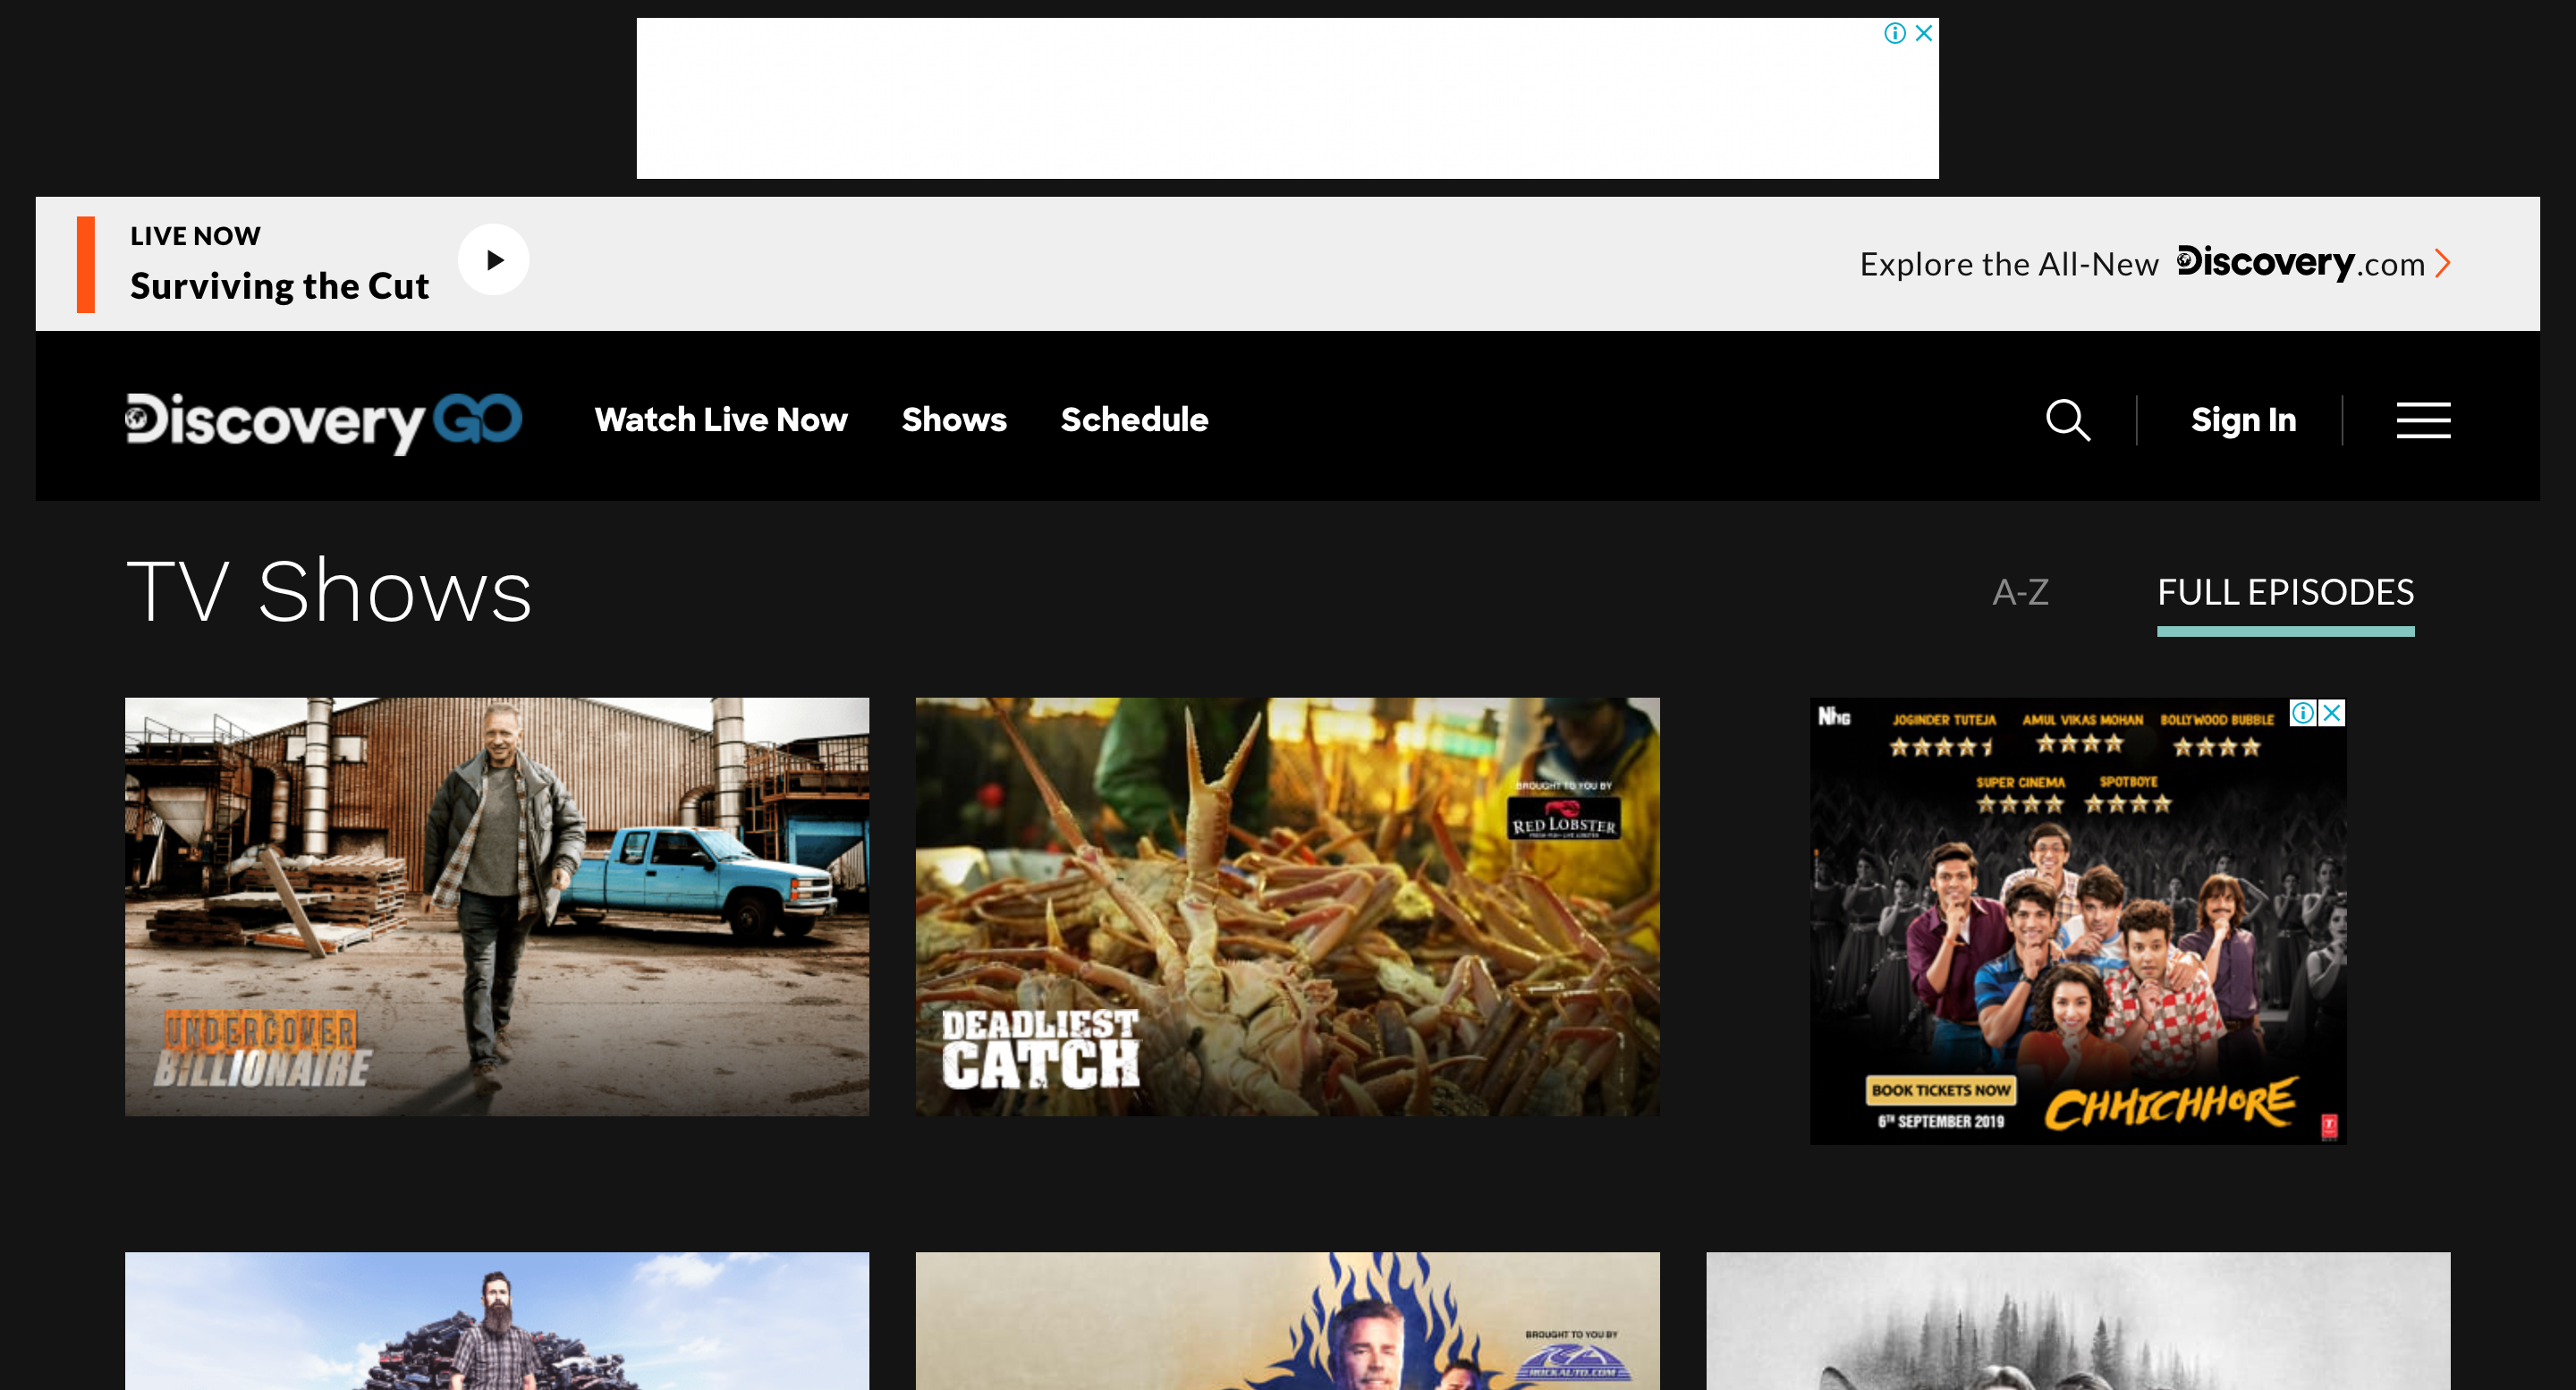 LIVE NOW
Surviving the Cut
Explore the All-New Discovery.com
Discovery GO
Watch Live Now
Shows
Schedule
Sign In
TV Shows
A-Z
FULL EPISODES
UNDERCOVER
BILLIONAIRE
BROUGHT TO YOU BY
RED LOBSTER
DEADLIEST
CATCH
JOGINDER TUTEJA
AMUL VIKAS MOHAN
BOLLYWOOD BUBBLE
SUPER CINEMA
SPOTBOYE
BOOK TICKETS NOW
6TH SEPTEMBER 2019
CHHICHHORE
BROUGHT TO YOU BY
ROCKAUTO.COM